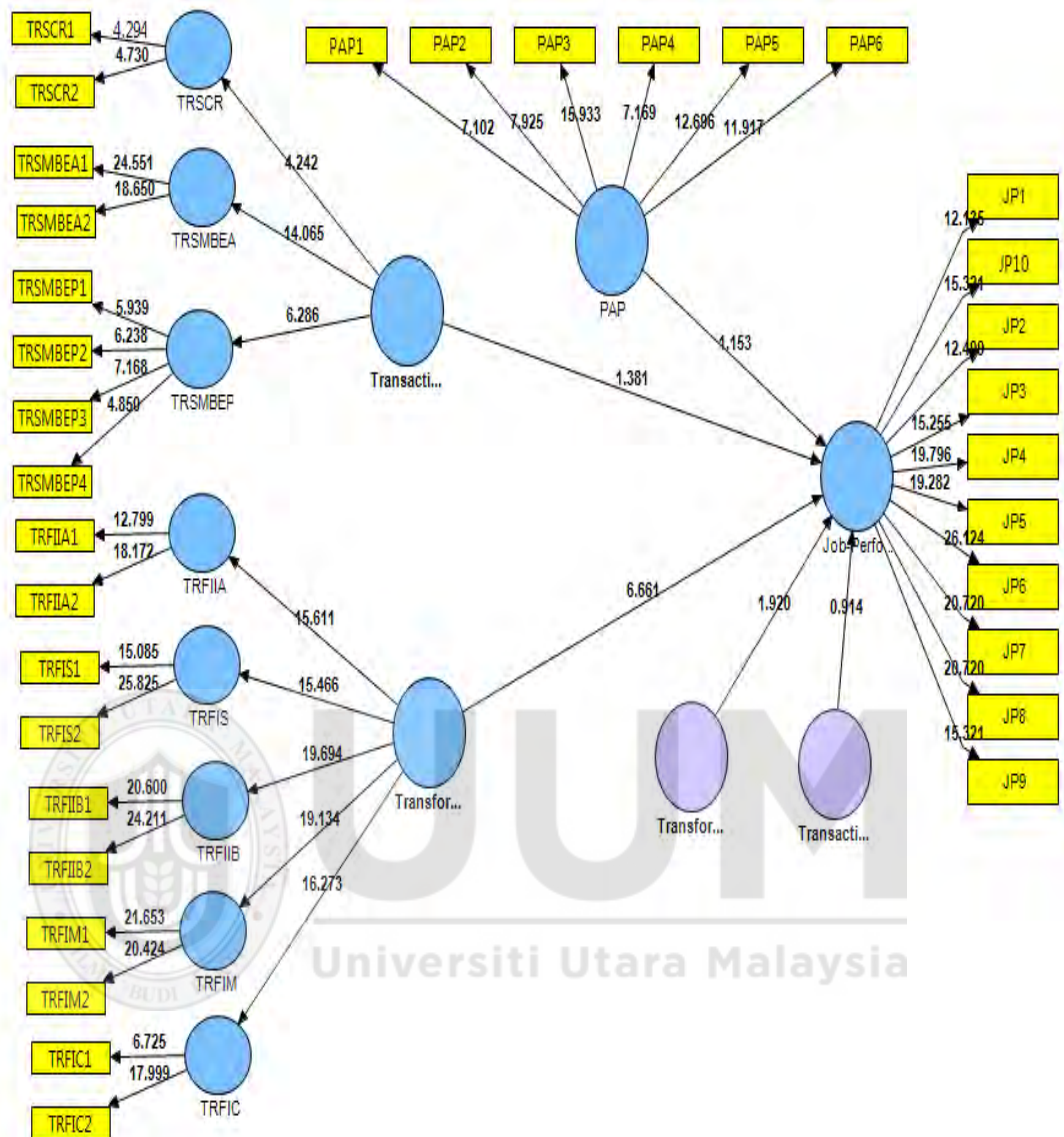 TRSCR1
4.294
4.730
TRSCR2
TRSCR
PAP1
PAP2
PAP3
PAP4
PAP5
PAP6
7.102
7.925
15.933
7.169
12.696
11.917
PAP
TRSMBEA1
24.551
18.650
TRSMBEA2
TRSMBEA
4.242
14.065
6.286
TRSMBEP1
5.939
6.238
TRSMBEP2
7.168
TRSMBEP3
4.850
TRSMBEP4
TRSMBEP
Transacti...
1.381
JP1
JP10
15.321
JP2
12.490
JP3
15.255
JP4
19.796
19.282
JP5
26.124
JP6
20.720
JP7
20.720
JP8
15.321
JP9
TRFIIA1
12.799
18.172
TRFIIA2
TRFIIA
15.611
6.661
1.920
0.914
TRFIS1
15.085
25.825
TRFIS2
TRFIS
15.466
TRFIIB1
20.600
24.211
TRFIIB2
TRFIIB
19.694
Transfor...
Transfor...
Transacti...
19.134
16.273
TRFIM1
21.653
20.424
TRFIM2
TRFIM
TRFIC1
6.725
17.999
TRFIC2
TRFIC
UUM
Universiti Utara Malaysia